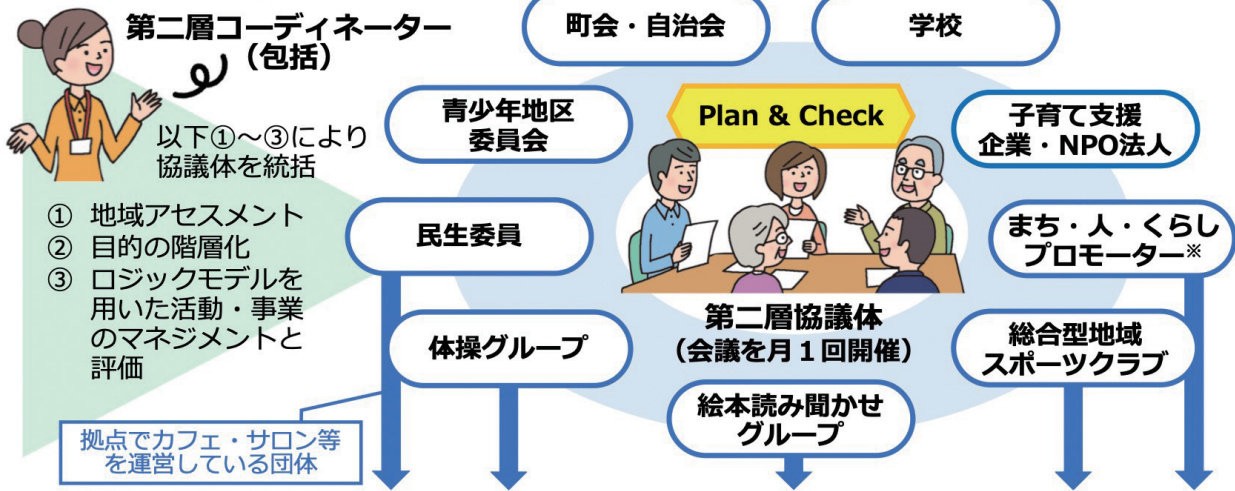 第二層コーディネーター
（包括）
以下①～③により
協議体を統括
① 地域アセスメント
② 目的の階層化
③ ロジックモデルを
用いた活動・事業
のマネジメントと
評価
拠点でカフェ・サロン等
を運営している団体
町会・自治会
学校
青少年地区
委員会
Plan & Check
子育て支援
企業・NPO法人
民生委員
まち・人・くらし
プロモーター※
第二層協議体
（会議を月１回開催）
体操グループ
総合型地域
スポーツクラブ
絵本読み聞かせ
グループ